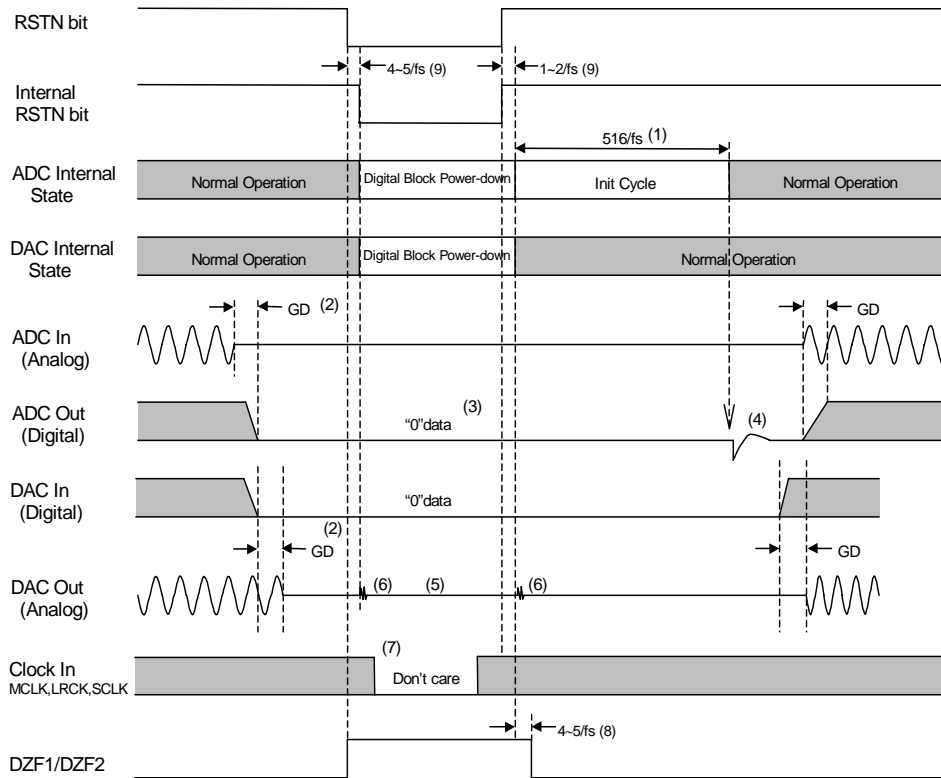 RSTN bit
4~5/fs (9)
1~2/fs (9)
Internal
RSTN bit
516/fs (1)
ADC Internal
State
Normal Operation
Digital Block Power-down
Init Cycle
Normal Operation
DAC Internal
State
Normal Operation
Digital Block Power-down
Normal Operation
GD (2)
GD
ADC In
(Analog)
ADC Out
(Digital)
“0”data
(3)
(4)
DAC In
(Digital)
“0”data
(2)
GD
GD
DAC Out
(Analog)
(6)
(5)
(6)
Clock In
MCLK,LRCK,SCLK
(7)
Don’t care
4~5/fs (8)
DZF1/DZF2